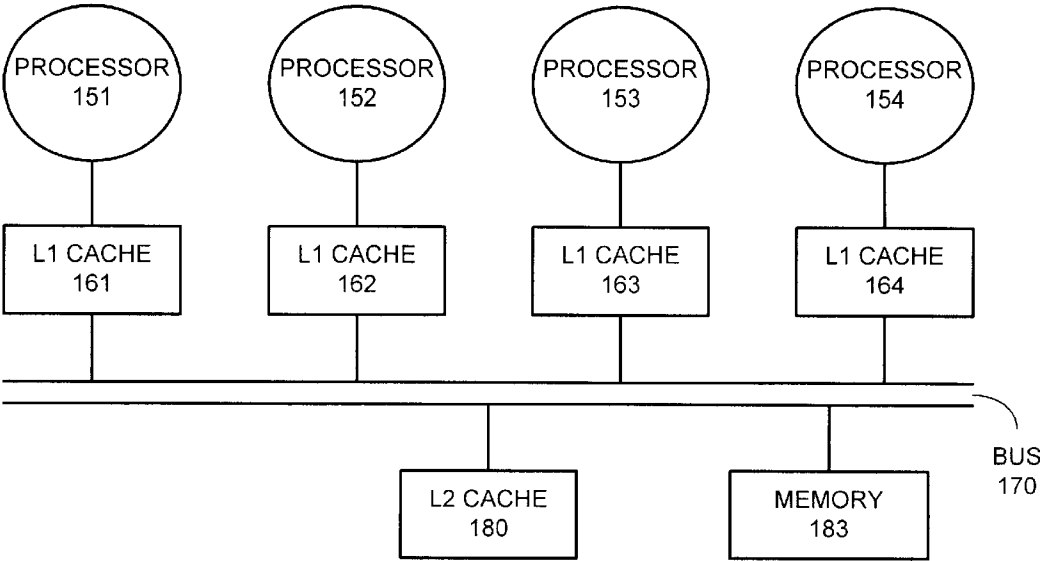 PROCESSOR
151
PROCESSOR
152
PROCESSOR
153
PROCESSOR
154
L1 CACHE
161
L1 CACHE
162
L1 CACHE
163
L1 CACHE
164
BUS
170
L2 CACHE
180
MEMORY
183